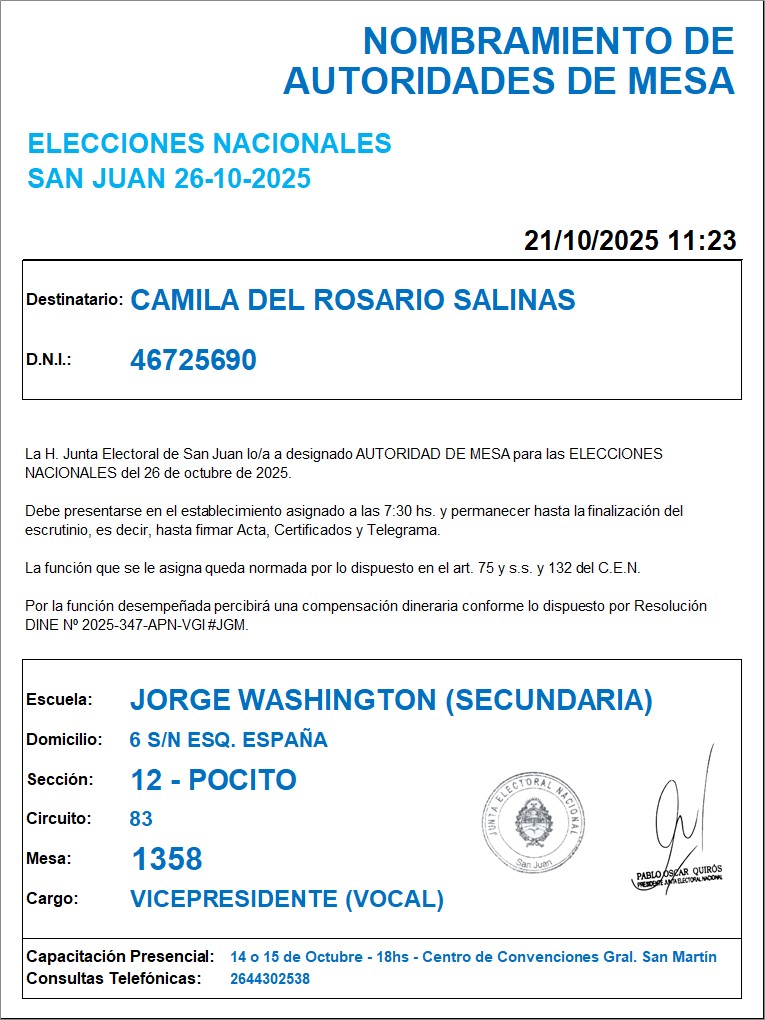 NOMBRAMIENTO DE
AUTORIDADES DE MESA
ELECCIONES NACIONALES
SAN JUAN 26-10-2025
21/10/2025 11:23
Destinatario: CAMILA DEL ROSARIO SALINAS
D.N.I.: 46725690
La H. Junta Electoral de San Juan lo/a a designado AUTORIDAD DE MESA para las ELECCIONES
NACIONALES del 26 de octubre de 2025.
Debe presentarse en el establecimiento asignado a las 7:30 hs. y permanecer hasta la finalización del
escrutinio, es decir, hasta firmar Acta, Certificados y Telegrama.
La función que se le asigna queda normada por lo dispuesto en el art. 75 y s.s. y 132 del C.E.N.
Por la función desempeñada percibirá una compensación dineraria conforme lo dispuesto por Resolución
DINE Nº 2025-347-APN-VGI#JGM.
Escuela: JORGE WASHINGTON (SECUNDARIA)
Domicilio: 6 S/N ESQ. ESPAÑA
Sección: 12 - POCITO
Circuito: 83
Mesa: 1358
Cargo: VICEPRESIDENTE (VOCAL)
JUNTA ELECTORAL NACIONAL
San Juan
PABLO OSCAR QUIRÓS
PRESIDENTE JUNTA ELECTORAL NACIONAL
Capacitación Presencial: 14 o 15 de Octubre - 18hs - Centro de Convenciones Gral. San Martín
Consultas Telefónicas: 2644302538